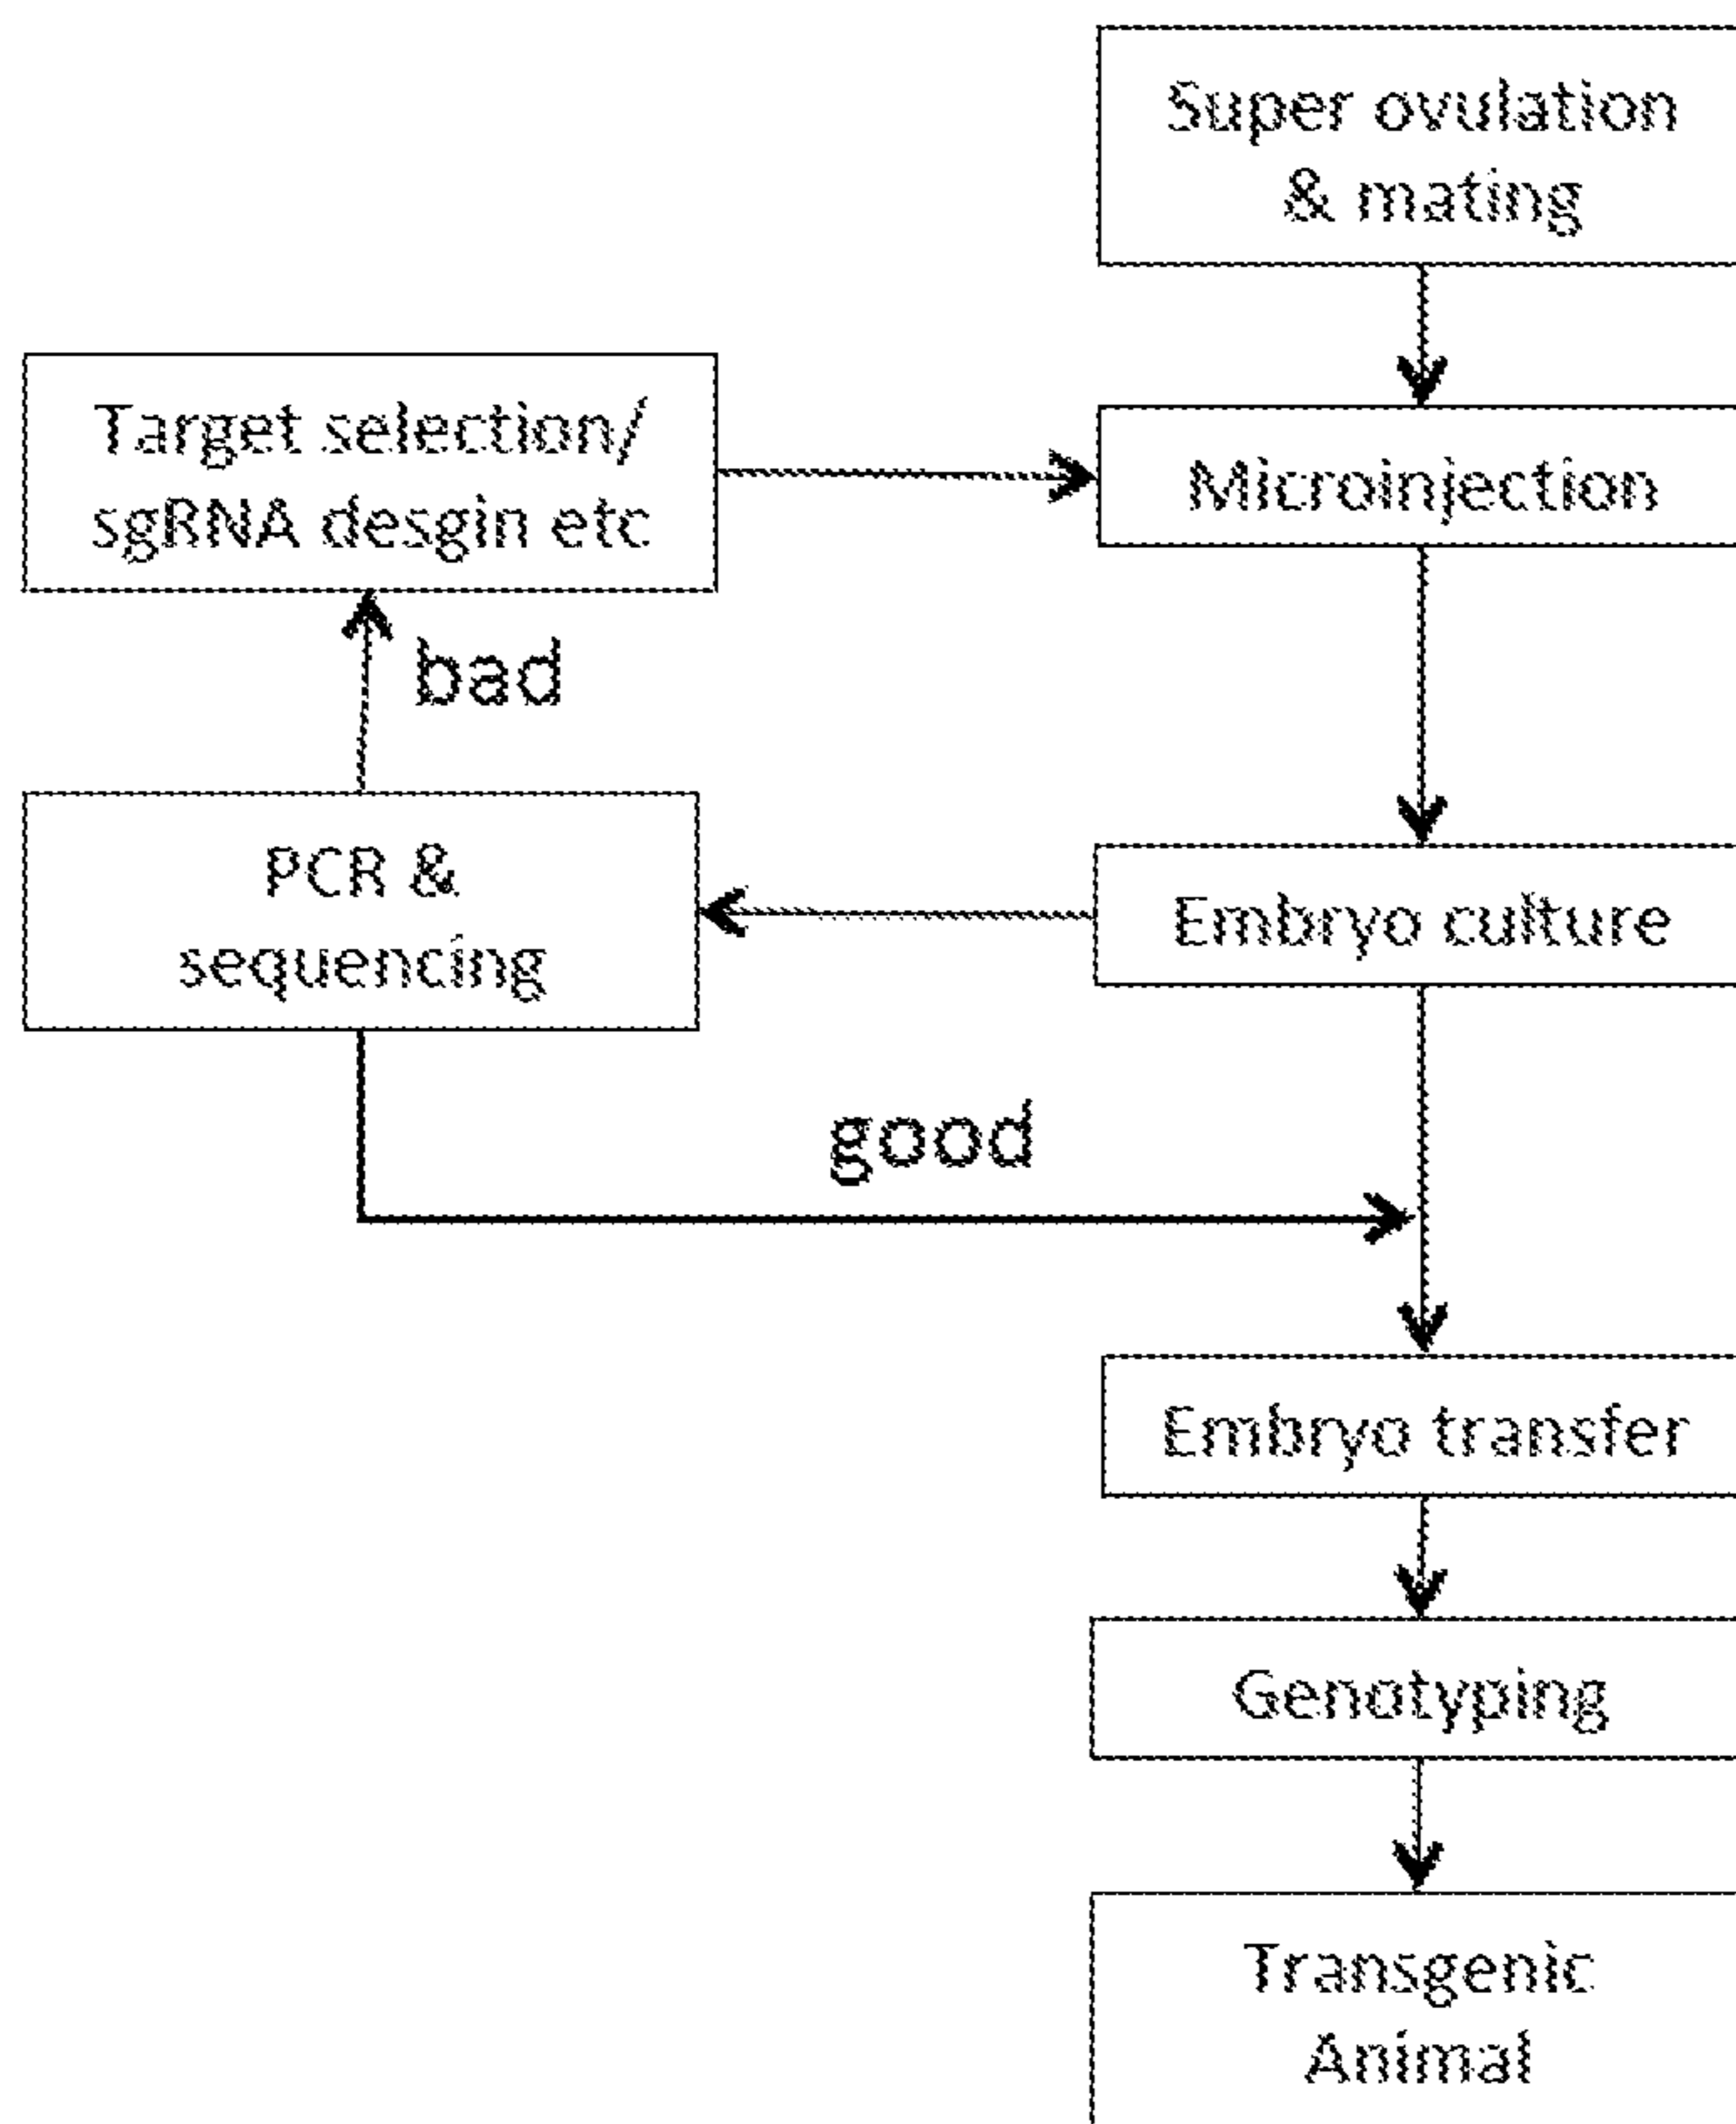 Super ovulation
& mating
Target selection/
sgRNA desgin etc
Microinjection
bad
PCR &
sequencing
Embryo culture
good
Embryo transfer
Genotyping
Transgenic
Animal